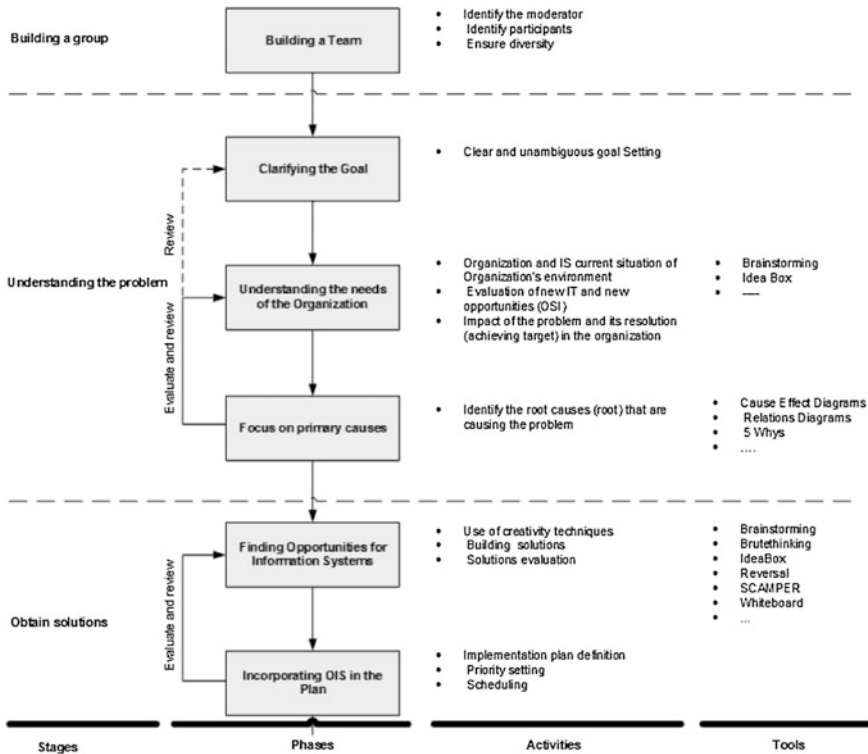 Building a group
Building a Team
• Identify the moderator
• Identify participants
• Ensure diversity
Clarifying the Goal
• Clear and unambiguous goal Setting
Review
Understanding the problem
Understanding the needs
of the Organization
• Organization and IS current situation of
Organization's environment
• Evaluation of new IT and new
opportunities (OSI)
• Impact of the problem and its resolution
(achieving target) in the organization
• Brainstorming
• Idea Box
• ----
Evaluate and review
Focus on primary causes
• Identify the root causes (root) that are
causing the problem
• Cause Effect Diagrams
• Relations Diagrams
• 5 Whys
• ....
Finding Opportunities for
Information Systems
• Use of creativity techniques
• Building solutions
• Solutions evaluation
• Brainstorming
• Brutethinking
• IdeaBox
• Reversal
• SCAMPER
• Whiteboard
• ...
Evaluate and review
Obtain solutions
Incorporating OIS in the
Plan
• Implementation plan definition
• Priority setting
• Scheduling
Stages
Phases
Activities
Tools